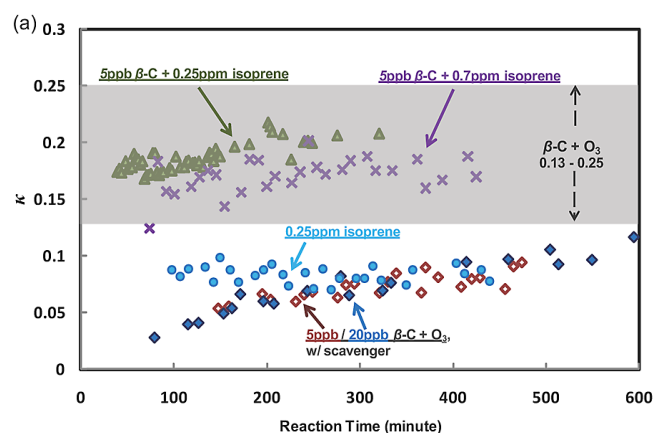 (a)
0.3
0.25
0.2
0.15
0.1
0.05
0
κ
5ppb β-C + 0.25ppm isoprene
5ppb β-C + 0.7ppm isoprene
β-C + O₃
0.13 - 0.25
0.25ppm isoprene
5ppb / 20ppb β-C + O₃,
w/ scavenger
0 100 200 300 400 500 600
Reaction Time (minute)